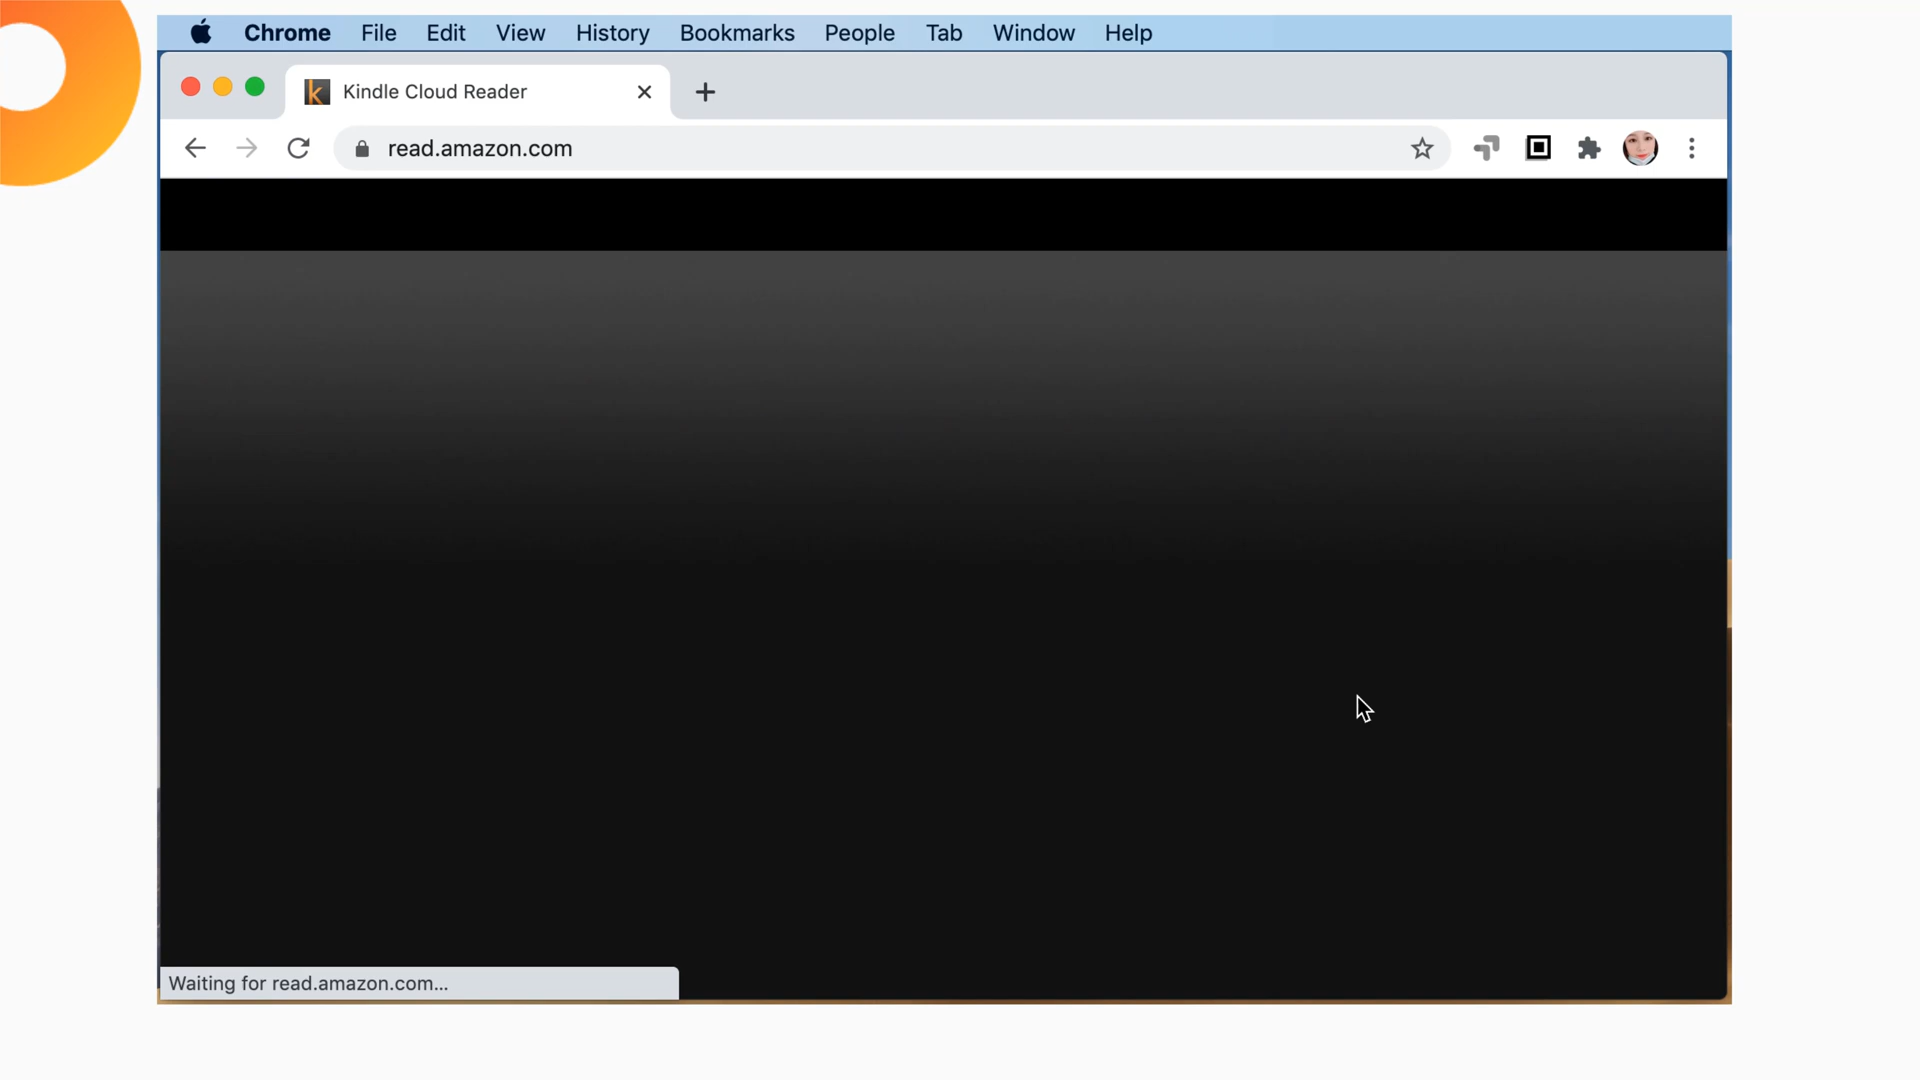 Chrome File Edit View History Bookmarks People Tab Window Help
k Kindle Cloud Reader
read.amazon.com
Waiting for read.amazon.com...